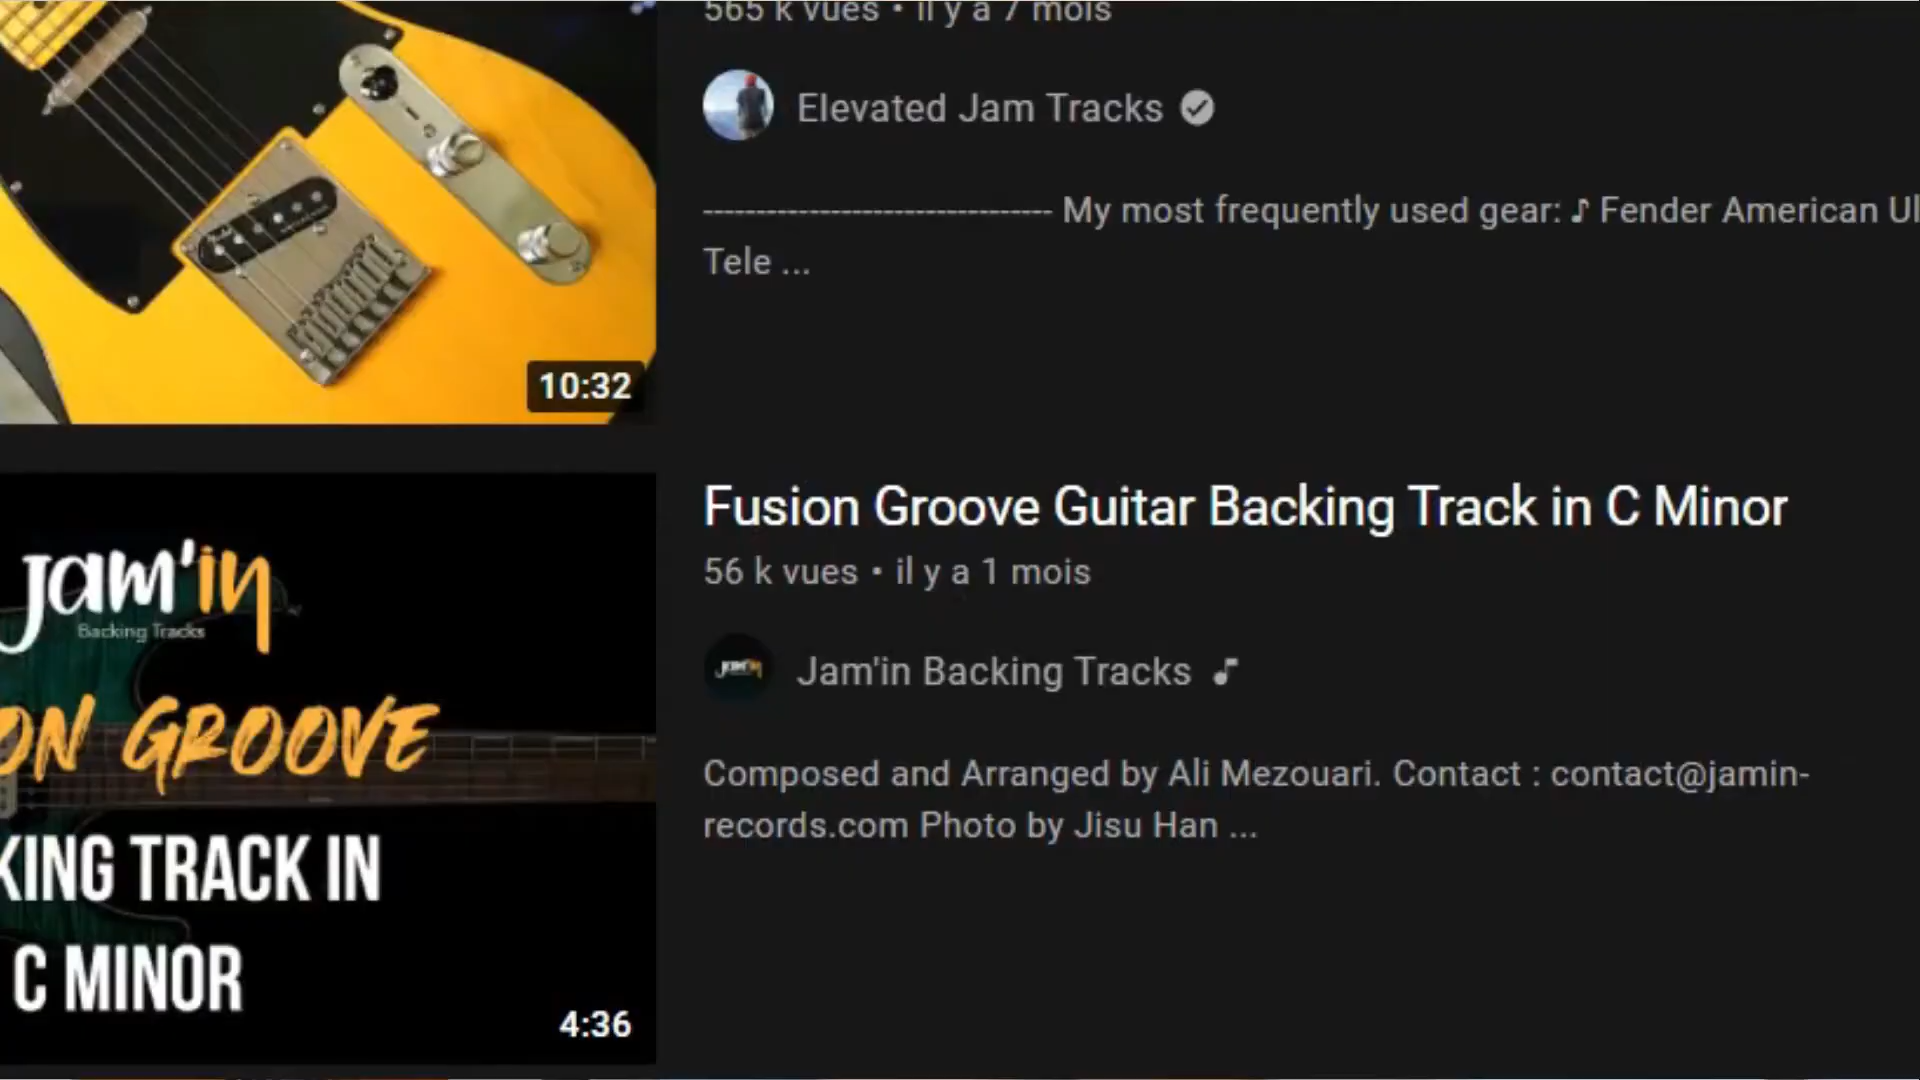 565 k vues • il y a 7 mois
Elevated Jam Tracks
--------------------------------- My most frequently used gear: ♪ Fender American Ul
Tele ...
10:32
Fusion Groove Guitar Backing Track in C Minor
56 k vues • il y a 1 mois
jam'in
Backing Tracks
Jam'in Backing Tracks
ON GROOVE
Composed and Arranged by Ali Mezouari. Contact : contact@jamin-
records.com Photo by Jisu Han ...
KING TRACK IN
C MINOR
4:36